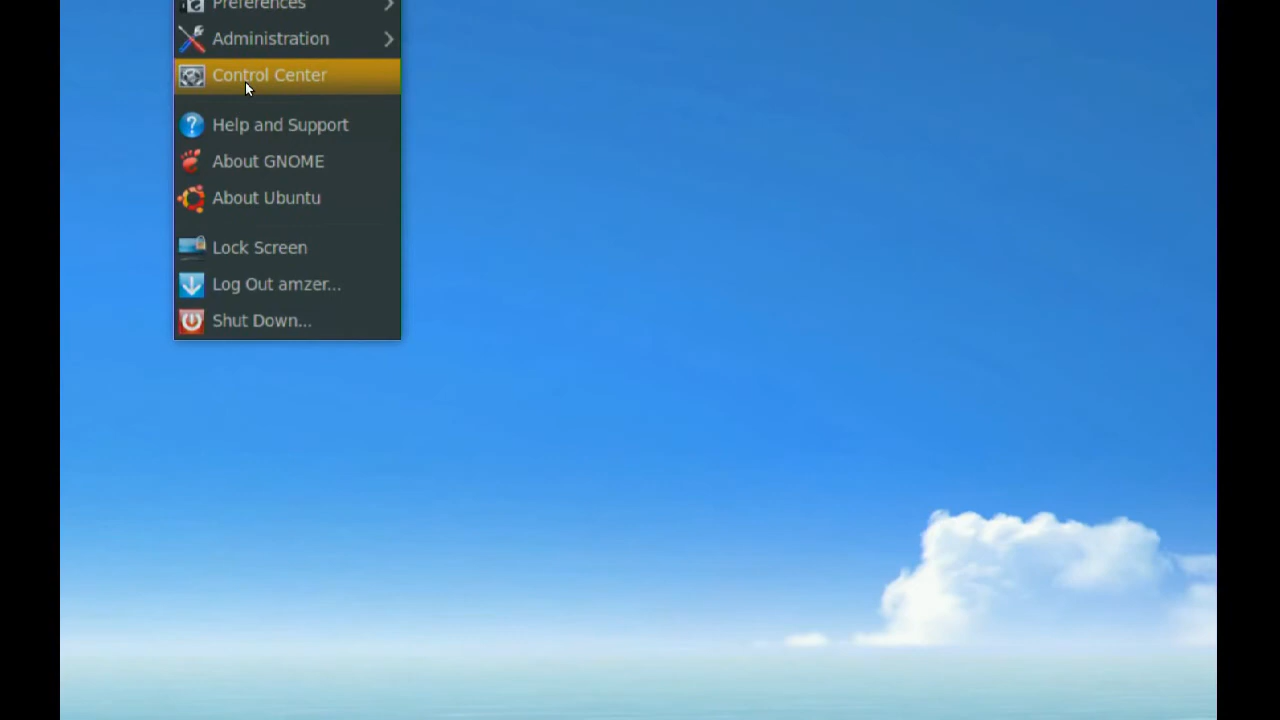 Preferences
Administration
Control Center
Help and Support
About GNOME
About Ubuntu
Lock Screen
Log Out amzer...
Shut Down...